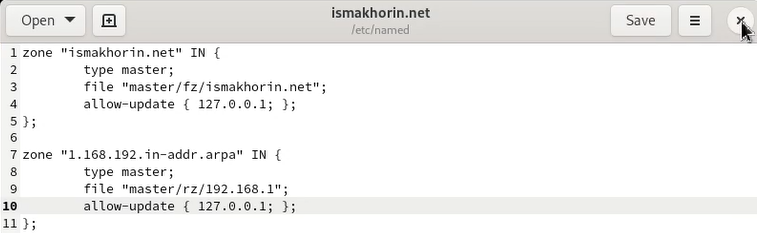 Open
ismakhorin.net
/etc/named
Save
1 zone "ismakhorin.net" IN {
2         type master;
3         file "master/fz/ismakhorin.net";
4         allow-update { 127.0.0.1; };
5 };
6
7 zone "1.168.192.in-addr.arpa" IN {
8         type master;
9         file "master/rz/192.168.1";
10         allow-update { 127.0.0.1; };
11 };